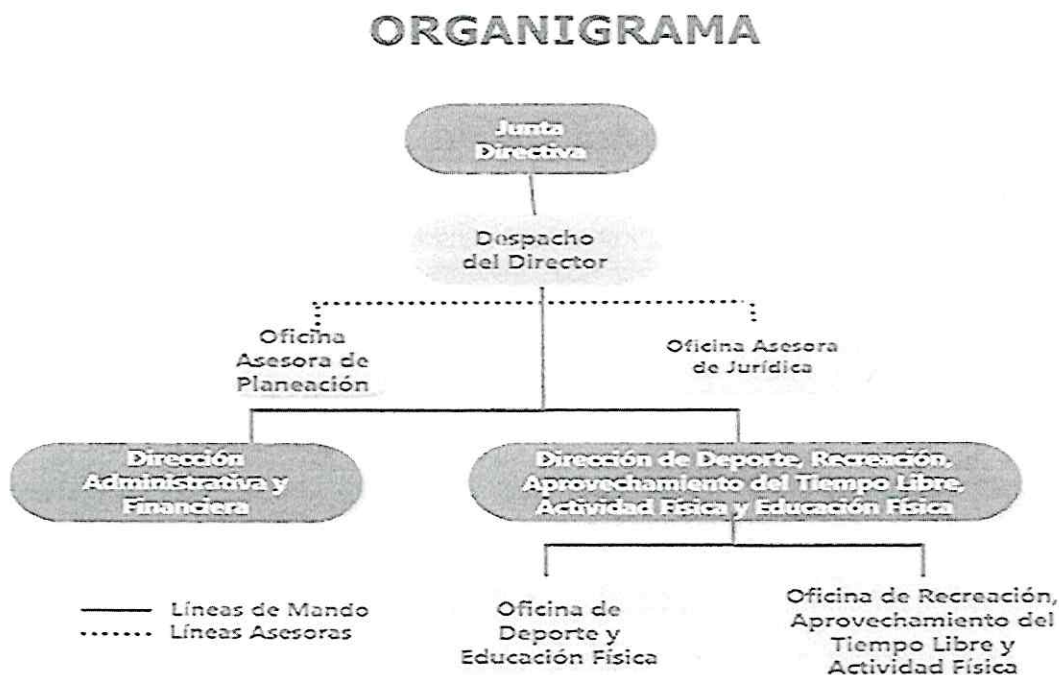 ORGANIGRAMA
Junta
Directiva
Despacho
del Director
Oficina
Asesora de
Planeación
Oficina Asesora
de Jurídica
Dirección
Administrativa y
Financiera
Dirección de Deporte, Recreación,
Aprovechamiento del Tiempo Libre,
Actividad Física y Educación Física
Líneas de Mando
Líneas Asesoras
Oficina de
Deporte y
Educación Física
Oficina de Recreación,
Aprovechamiento del
Tiempo Libre y
Actividad Física